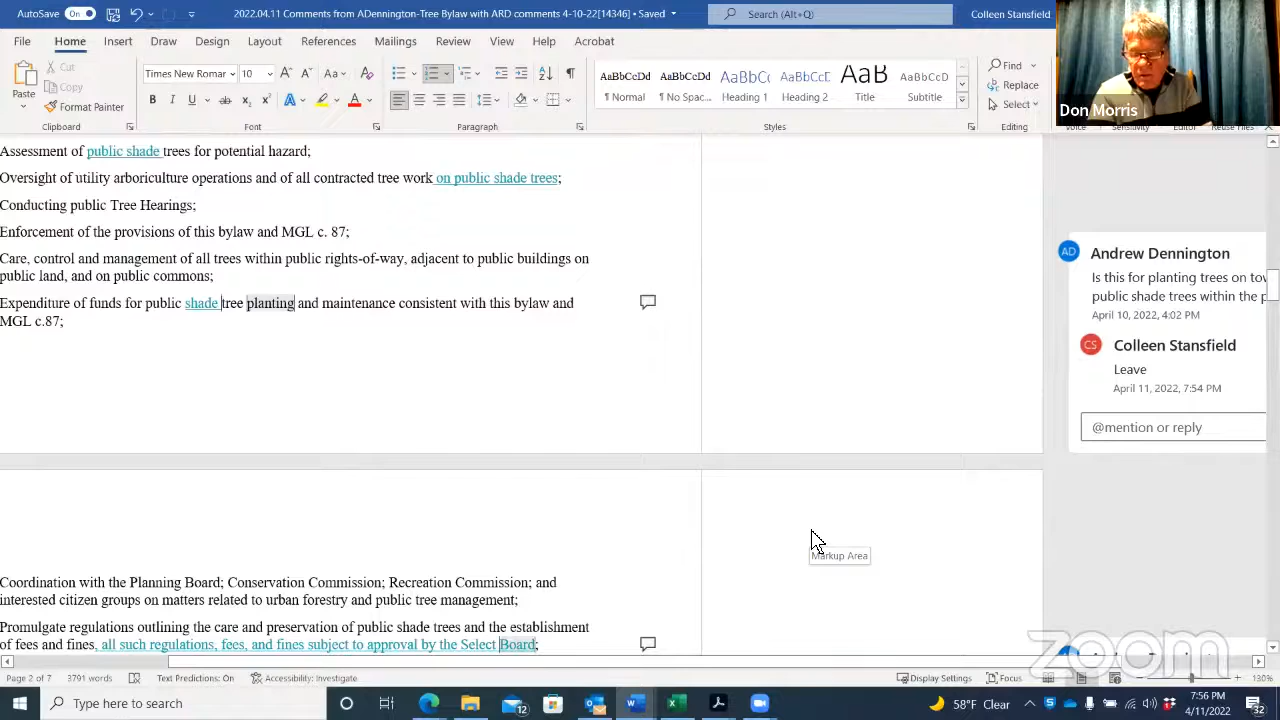 AutoSave On 2022.04.11 Comments from ADennington-Tree Bylaw with ARD comments 4-10-22[14346] • Saved Search (Alt+Q) Colleen Stansfield
File Home Insert Draw Design Layout References Mailings Review View Help Acrobat
Paste
Cut
Copy
Format Painter
Clipboard
Times New Roman 10
Font
Paragraph
AaBbCcDd AaBbCcDd AaBbCc AaBbCcE AaB AaBbCcD
¶ Normal ¶ No Spac... Heading 1 Heading 2 Title Subtitle
Styles
Find
Replace
Select
Editing
Don Morris
Assessment of public shade trees for potential hazard;
Oversight of utility arboriculture operations and of all contracted tree work on public shade trees;
Conducting public Tree Hearings;
Enforcement of the provisions of this bylaw and MGL c. 87;
Care, control and management of all trees within public rights-of-way, adjacent to public buildings on
public land, and on public commons;
Expenditure of funds for public shade tree planting and maintenance consistent with this bylaw and
MGL c.87;
AD Andrew Dennington
Is this for planting trees on tow
public shade trees within the p
April 10, 2022, 4:02 PM
CS Colleen Stansfield
Leave
April 11, 2022, 7:54 PM
@mention or reply
Markup Area
Coordination with the Planning Board; Conservation Commission; Recreation Commission; and
interested citizen groups on matters related to urban forestry and public tree management;
Promulgate regulations outlining the care and preservation of public shade trees and the establishment
of fees and fines, all such regulations, fees, and fines subject to approval by the Select Board;
zoom
Page 2 of 7 3791 words Text Predictions: On Accessibility: Investigate Display Settings Focus 130%
Type here to search 12 58°F Clear 7:56 PM
4/11/2022 32